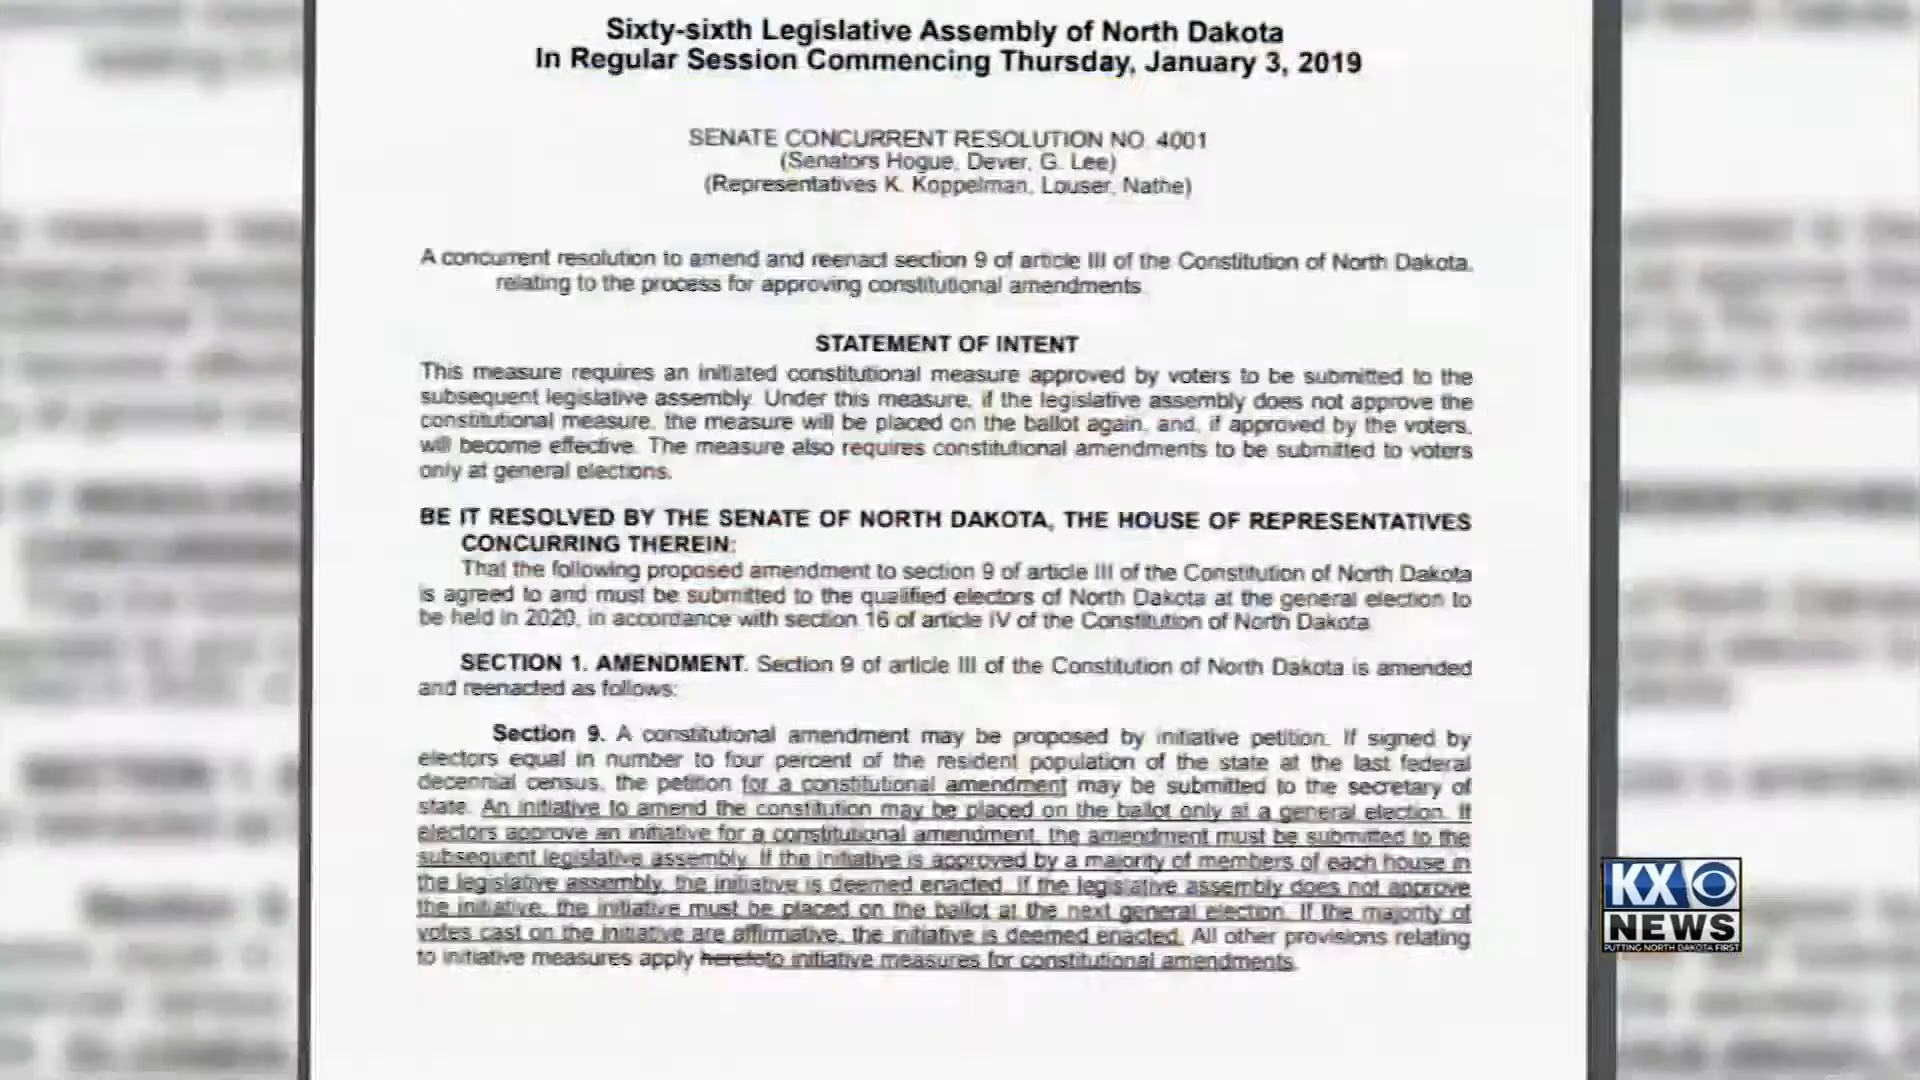 Sixty-sixth Legislative Assembly of North Dakota
In Regular Session Commencing Thursday, January 3, 2019
SENATE CONCURRENT RESOLUTION NO. 4001
(Senators Hogue, Dever, G. Lee)
(Representatives K. Koppelman, Louser, Nathe)
A concurrent resolution to amend and reenact section 9 of article III of the Constitution of North Dakota,
relating to the process for approving constitutional amendments.
STATEMENT OF INTENT
This measure requires an initiated constitutional measure approved by voters to be submitted to the
subsequent legislative assembly. Under this measure, if the legislative assembly does not approve the
constitutional measure, the measure will be placed on the ballot again, and, if approved by the voters,
will become effective. The measure also requires constitutional amendments to be submitted to voters
only at general elections.
BE IT RESOLVED BY THE SENATE OF NORTH DAKOTA, THE HOUSE OF REPRESENTATIVES
CONCURRING THEREIN:
That the following proposed amendment to section 9 of article III of the Constitution of North Dakota
is agreed to and must be submitted to the qualified electors of North Dakota at the general election to
be held in 2020, in accordance with section 16 of article IV of the Constitution of North Dakota.
SECTION 1. AMENDMENT. Section 9 of article III of the Constitution of North Dakota is amended
and reenacted as follows:
Section 9. A constitutional amendment may be proposed by initiative petition. If signed by
electors equal in number to four percent of the resident population of the state at the last federal
decennial census, the petition for a constitutional amendment may be submitted to the secretary of
state. An initiative to amend the constitution may be placed on the ballot only at a general election. If
electors approve an initiative for a constitutional amendment, the amendment must be submitted to the
subsequent legislative assembly. If the initiative is approved by a majority of members of each house in
the legislative assembly, the initiative is deemed enacted. If the legislative assembly does not approve
the initiative, the initiative must be placed on the ballot at the next general election. If the majority of
votes cast on the initiative are affirmative, the initiative is deemed enacted. All other provisions relating
to initiative measures apply heretoto initiative measures for constitutional amendments.
KX
NEWS
PUTTING NORTH DAKOTA FIRST